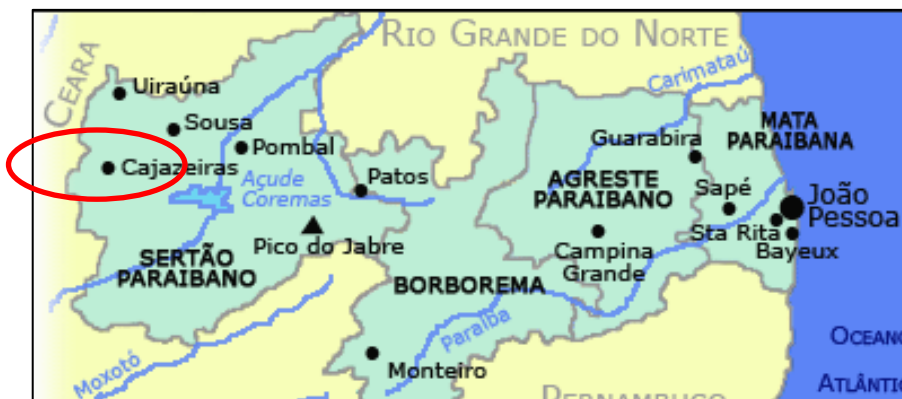 RIO GRANDE DO NORTE
CEARÁ
Uiraúna
Sousa
Pombal
Cajazeiras
Açude
Coremas
Patos
Pico do Jabre
SERTÃO
PARAIBANO
BORBOREMA
Carimataú
Guarabira
MATA
PARAIBANA
AGRESTE
PARAIBANO
Sapé
João
Pessoa
Sta Rita
Bayeux
Campina
Grande
Paraíba
Monteiro
Moxotó
PERNAMBUCO
OCEANO
ATLÂNTI